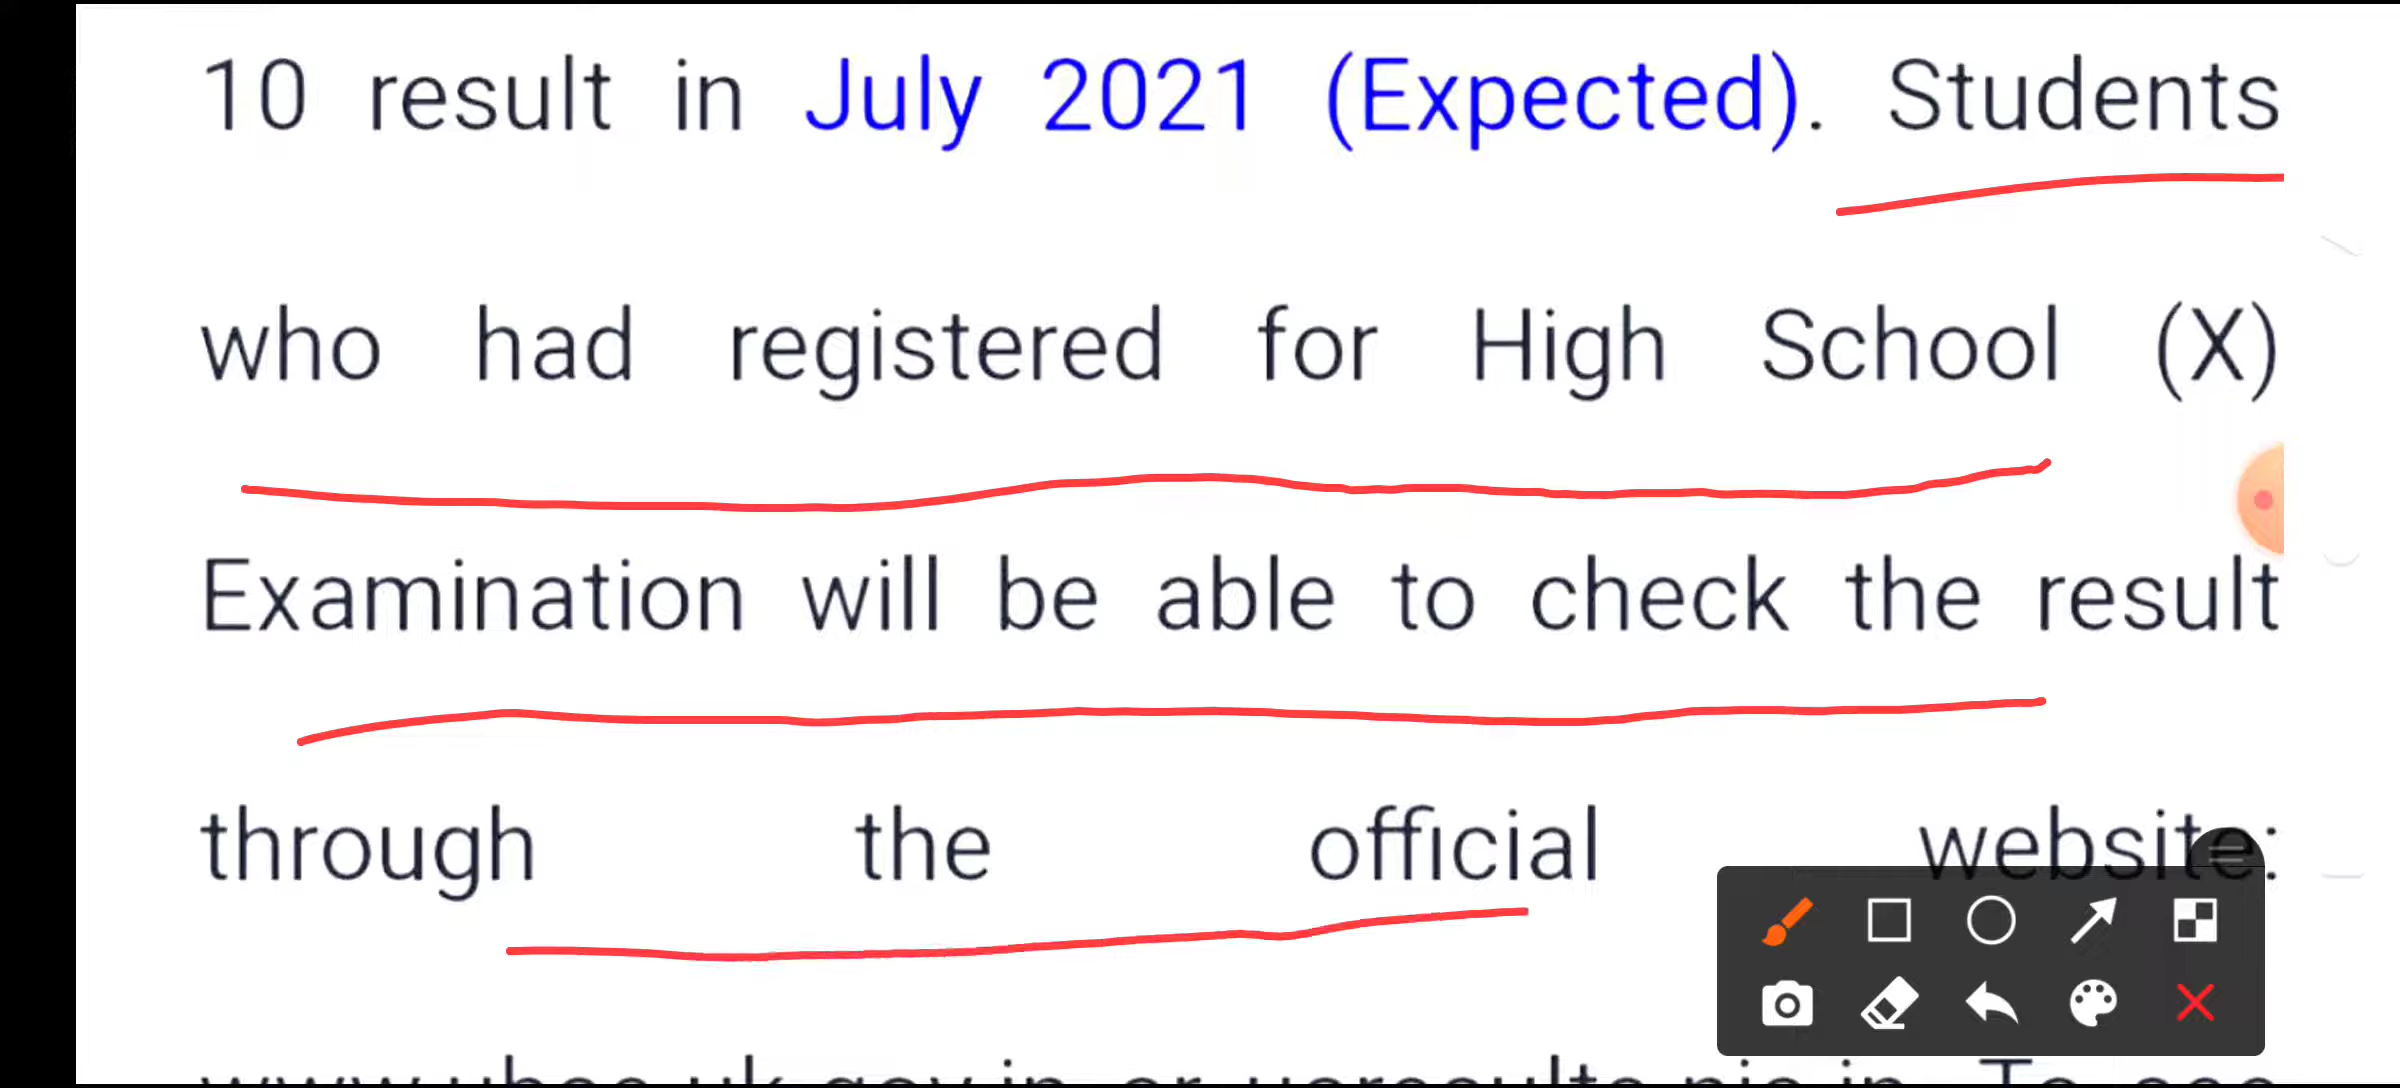 10 result in July 2021 (Expected). Students
who had registered for High School (X)
Examination will be able to check the result
through the official website: